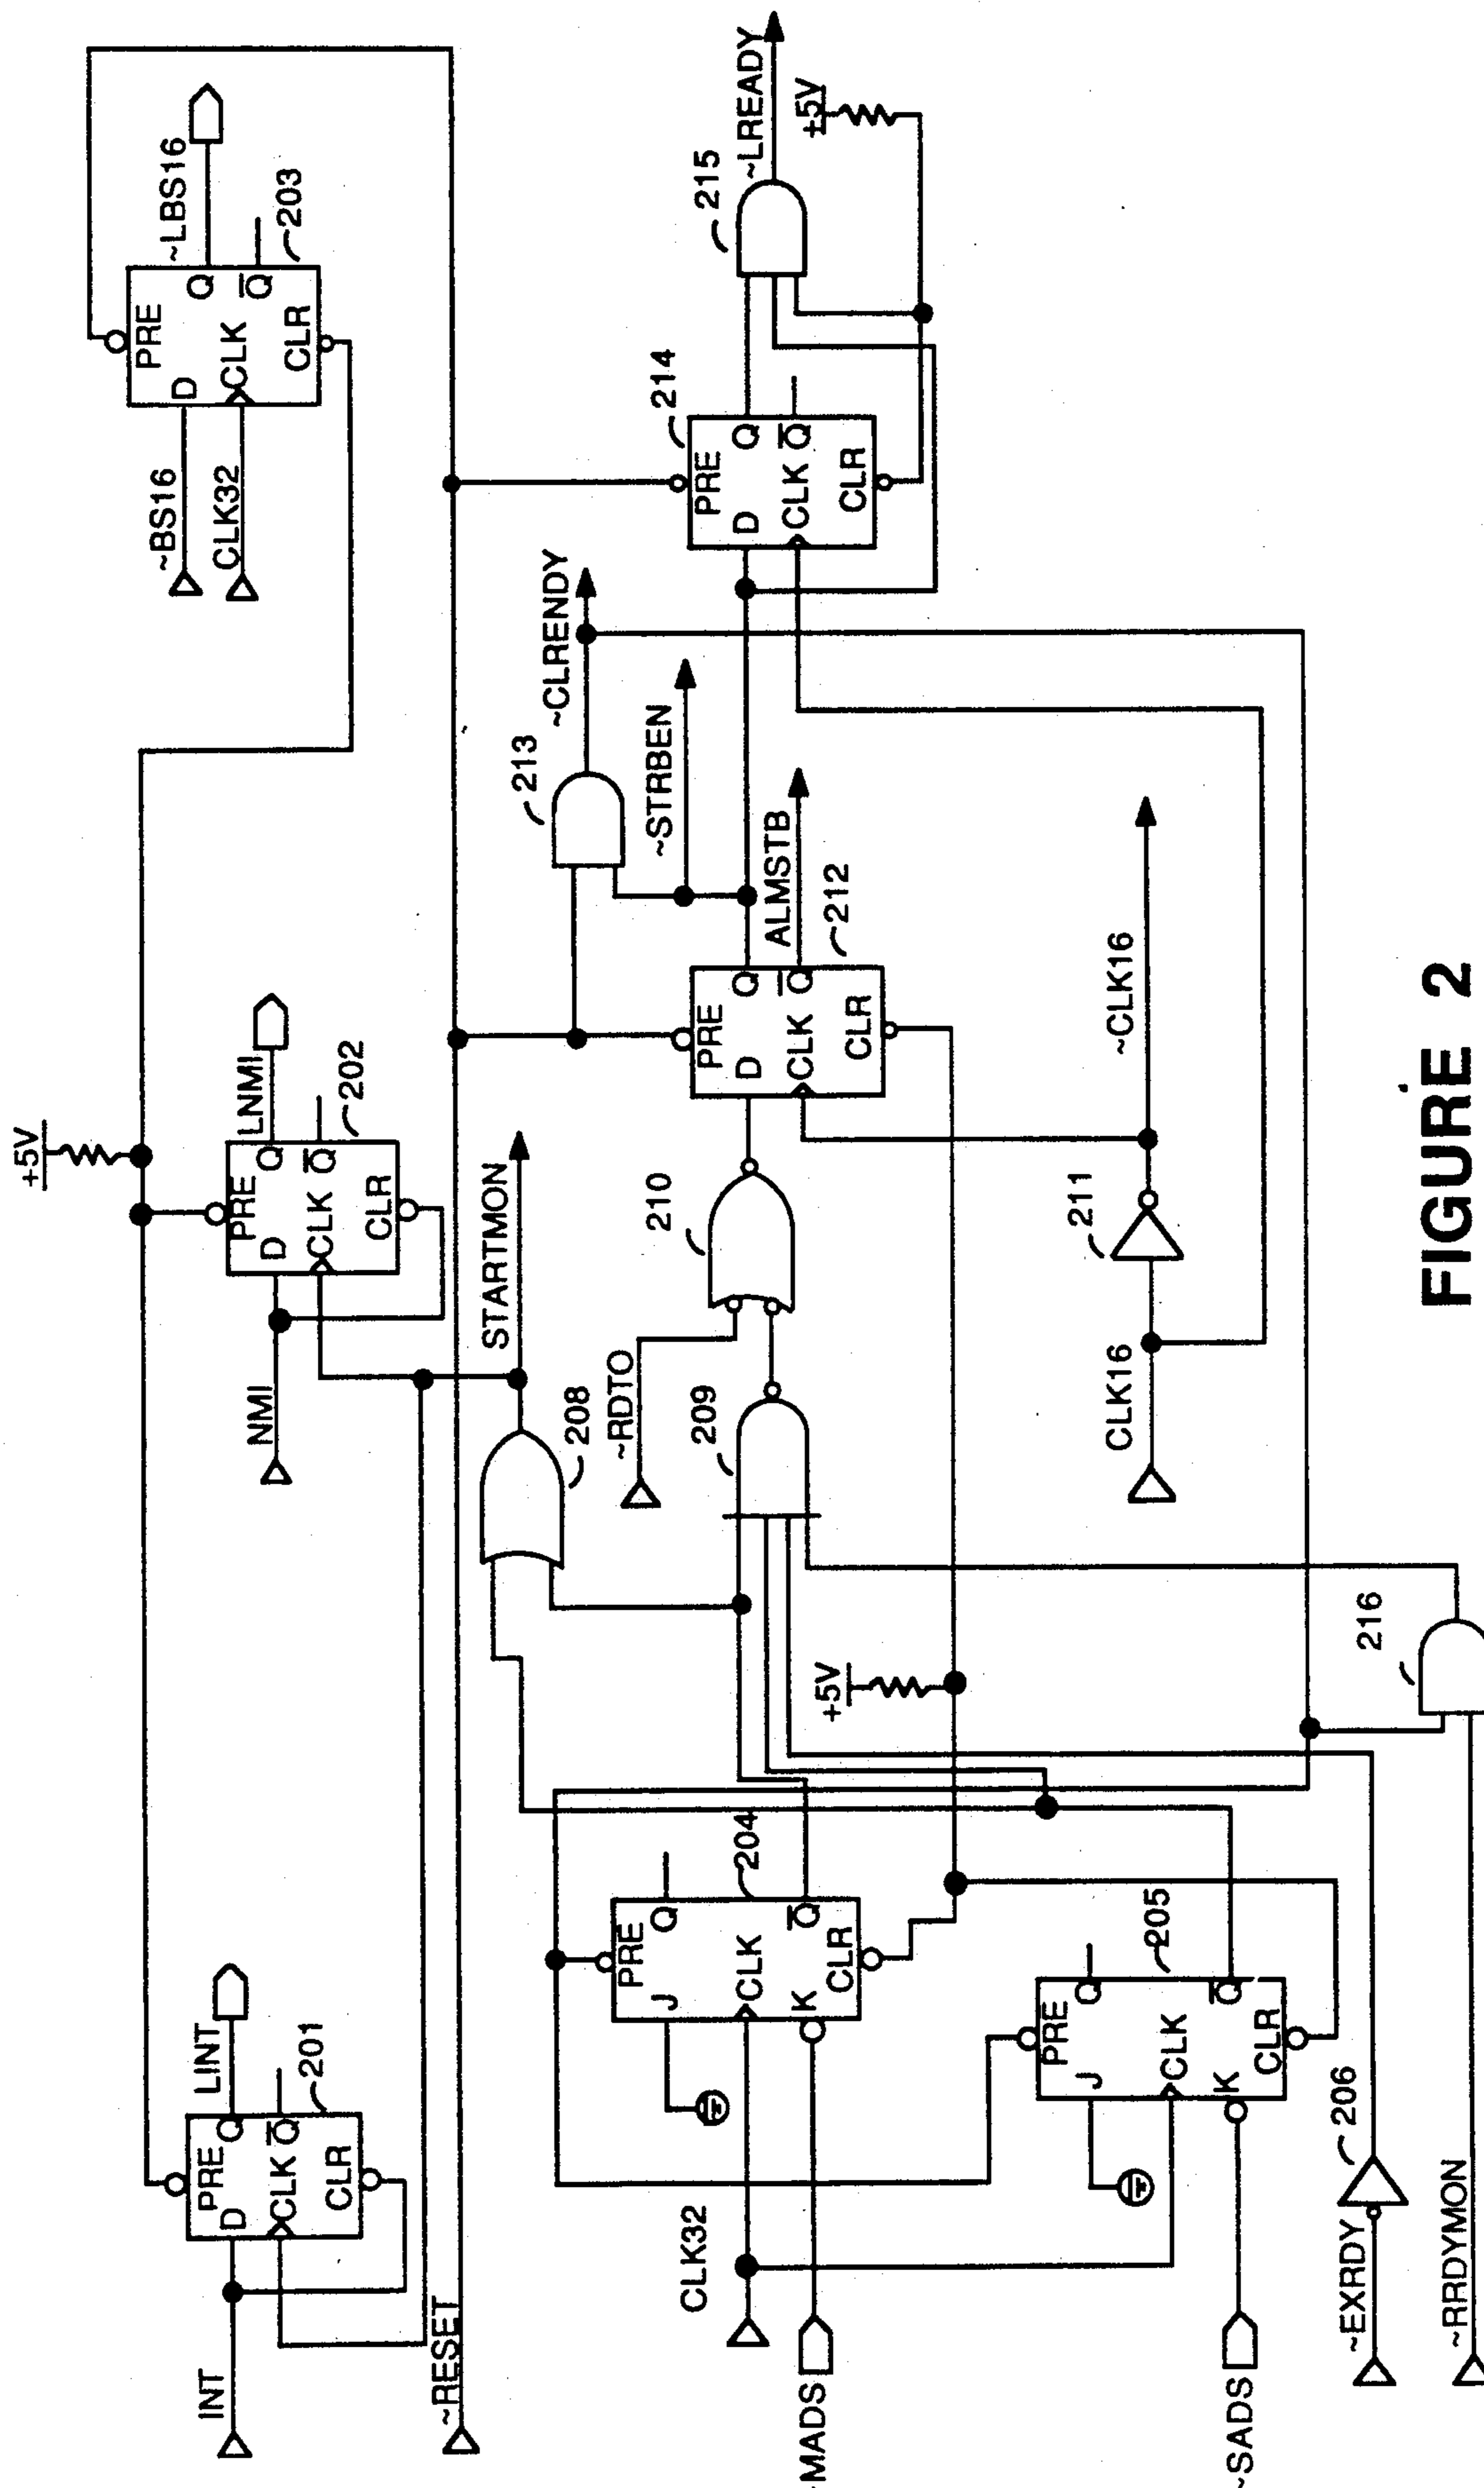 +5V
INT
D
PRE
CLK
CLR
Q
Q
LINT
201
NMI
D
PRE
CLK
CLR
Q
Q
LNMI
202
~BS16
CLK32
D
PRE
CLK
CLR
Q
Q
~LBS16
203
~RESET
STARTMON
208
213
~CLRENDY
~STRBEN
CLK32
~MADS
PRE
J
CLK
K
CLR
Q
Q
204
~SADS
PRE
J
CLK
K
CLR
Q
Q
205
+5V
~RDTO
209
210
D
PRE
CLK
CLR
Q
Q
ALMSTB
212
D
PRE
CLK
CLR
Q
Q
214
215
~LREADY
+5V
CLK16
211
~CLK16
~EXRDY
206
~RRDYMON
216
FIGURE 2